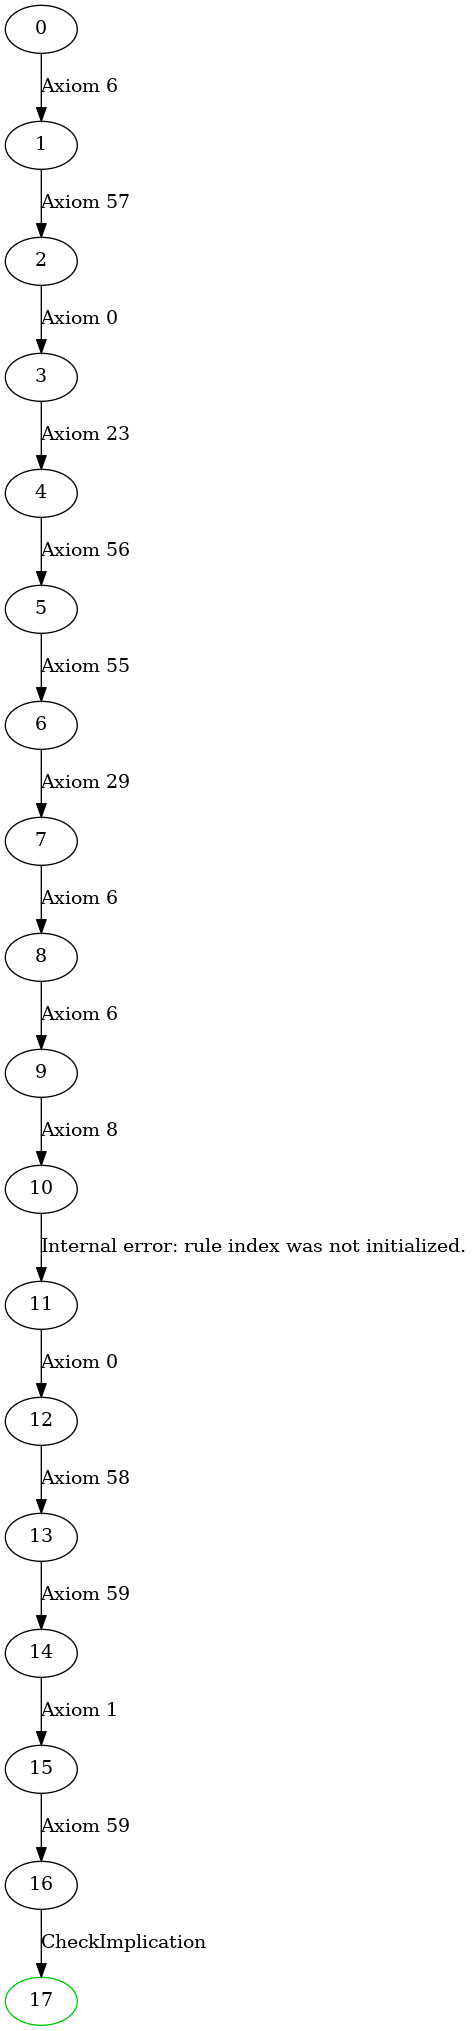 0
Axiom 6
1
Axiom 57
2
Axiom 0
3
Axiom 23
4
Axiom 56
5
Axiom 55
6
Axiom 29
7
Axiom 6
8
Axiom 6
9
Axiom 8
10
Internal error: rule index was not initialized.
11
Axiom 0
12
Axiom 58
13
Axiom 59
14
Axiom 1
15
Axiom 59
16
CheckImplication
17